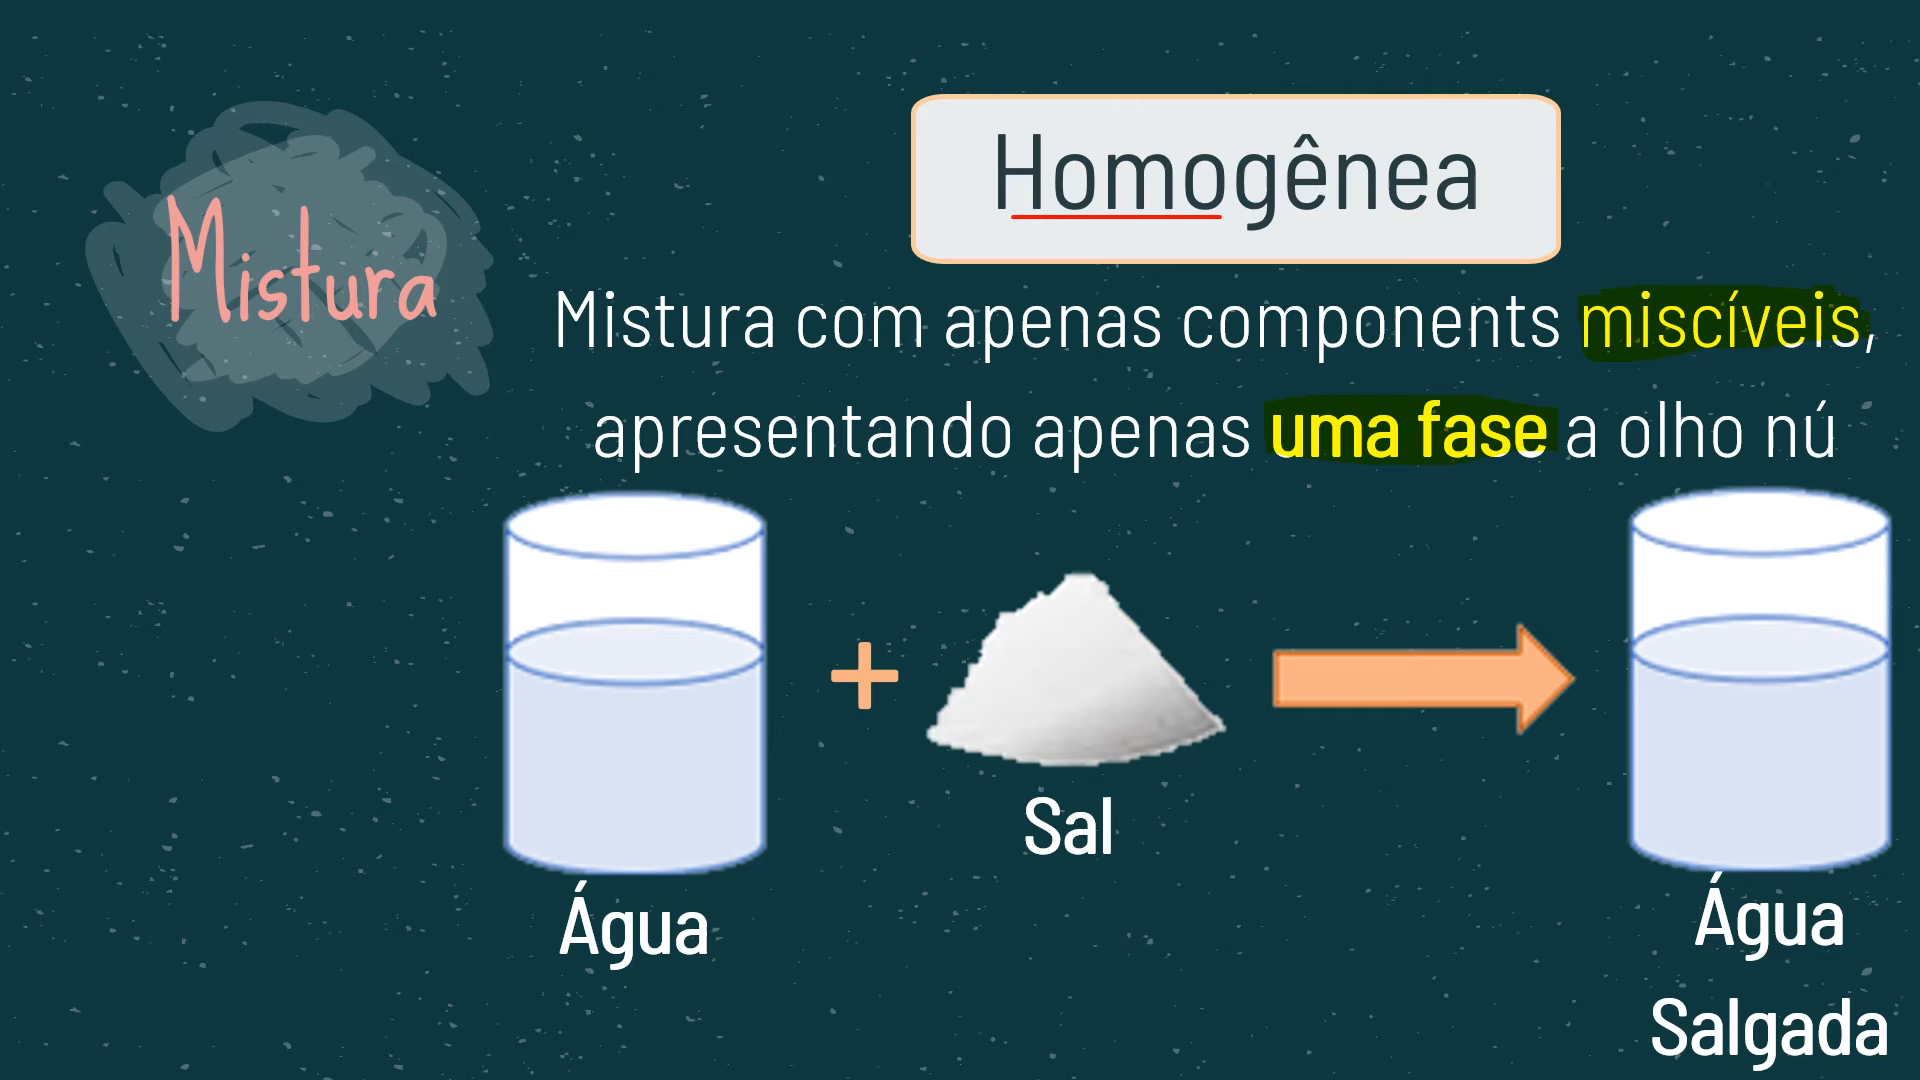 Mistura
Homogênea
Mistura com apenas components miscíveis,
apresentando apenas uma fase a olho nú
+
Sal
Água
Água
Salgada